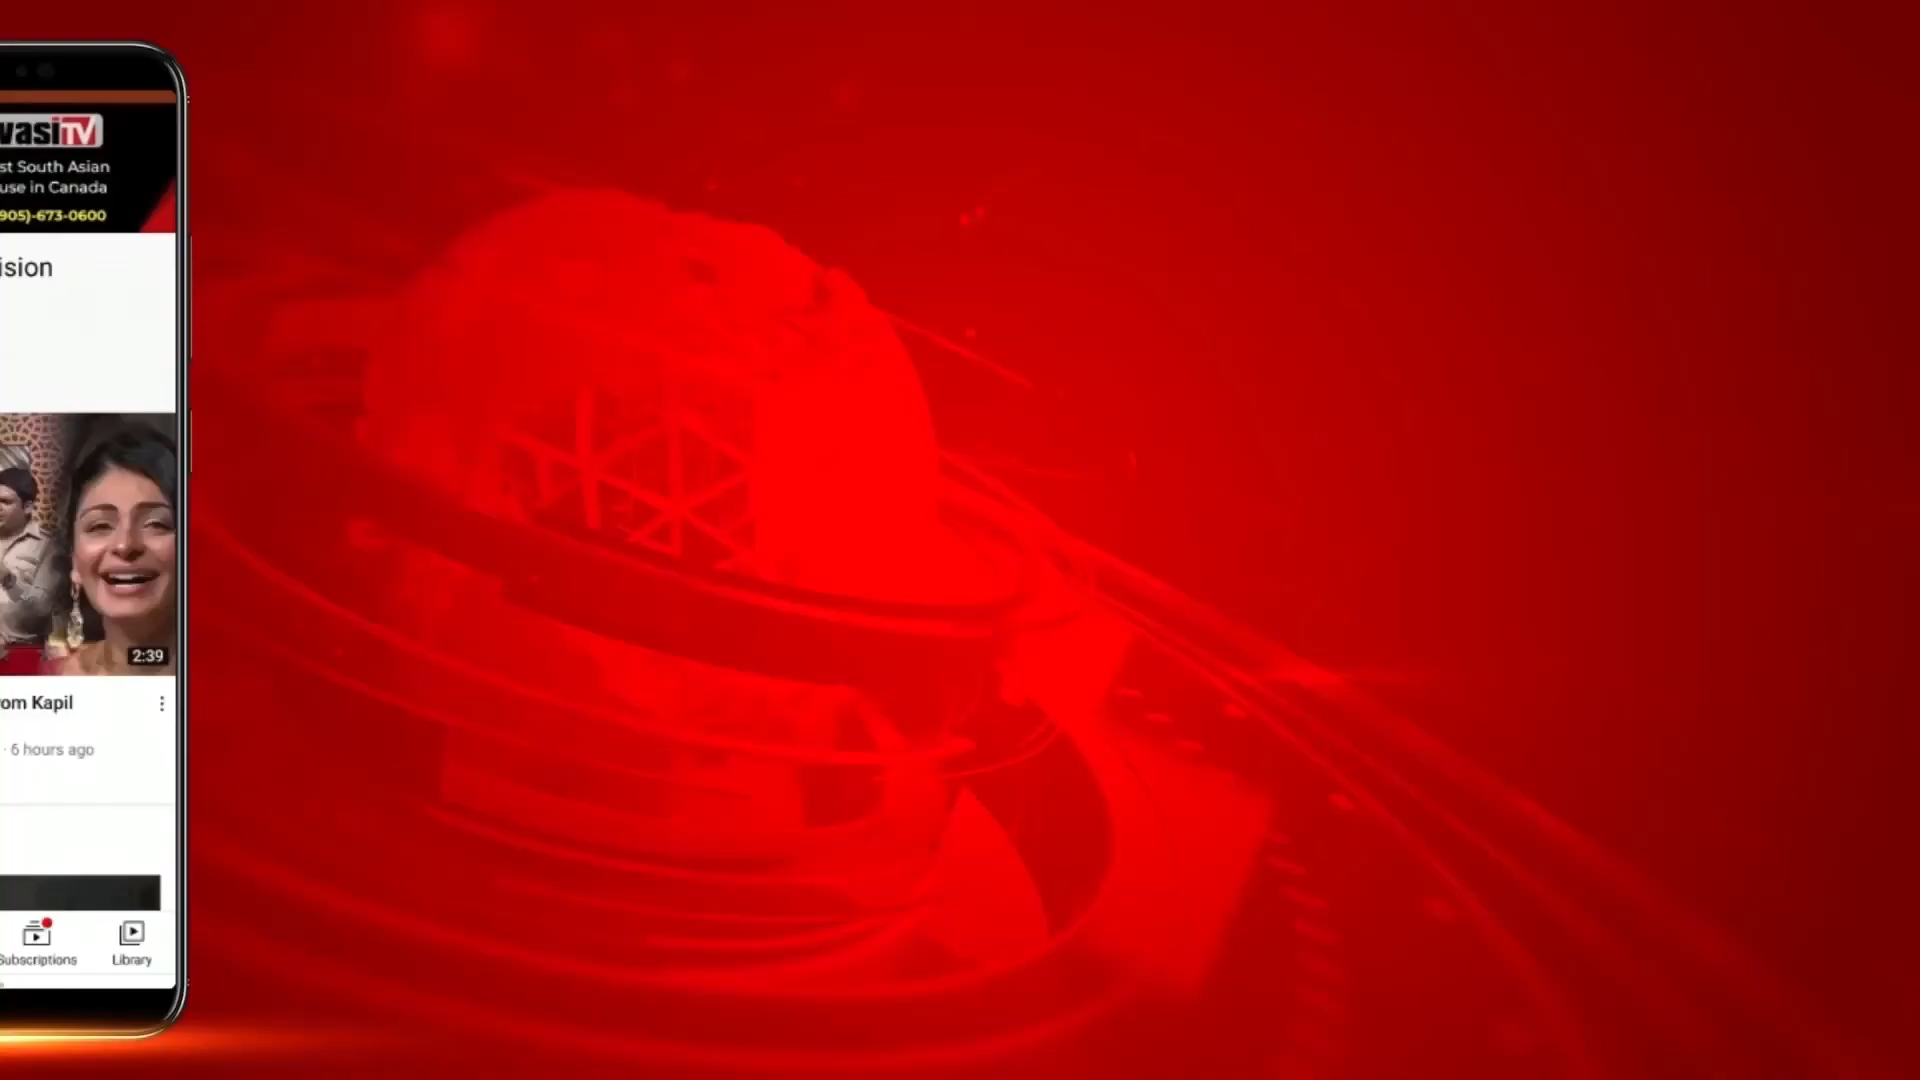 vasiTV
st South Asian
use in Canada
905)-673-0600
ision
2:39
om Kapil
· 6 hours ago
Subscriptions
Library